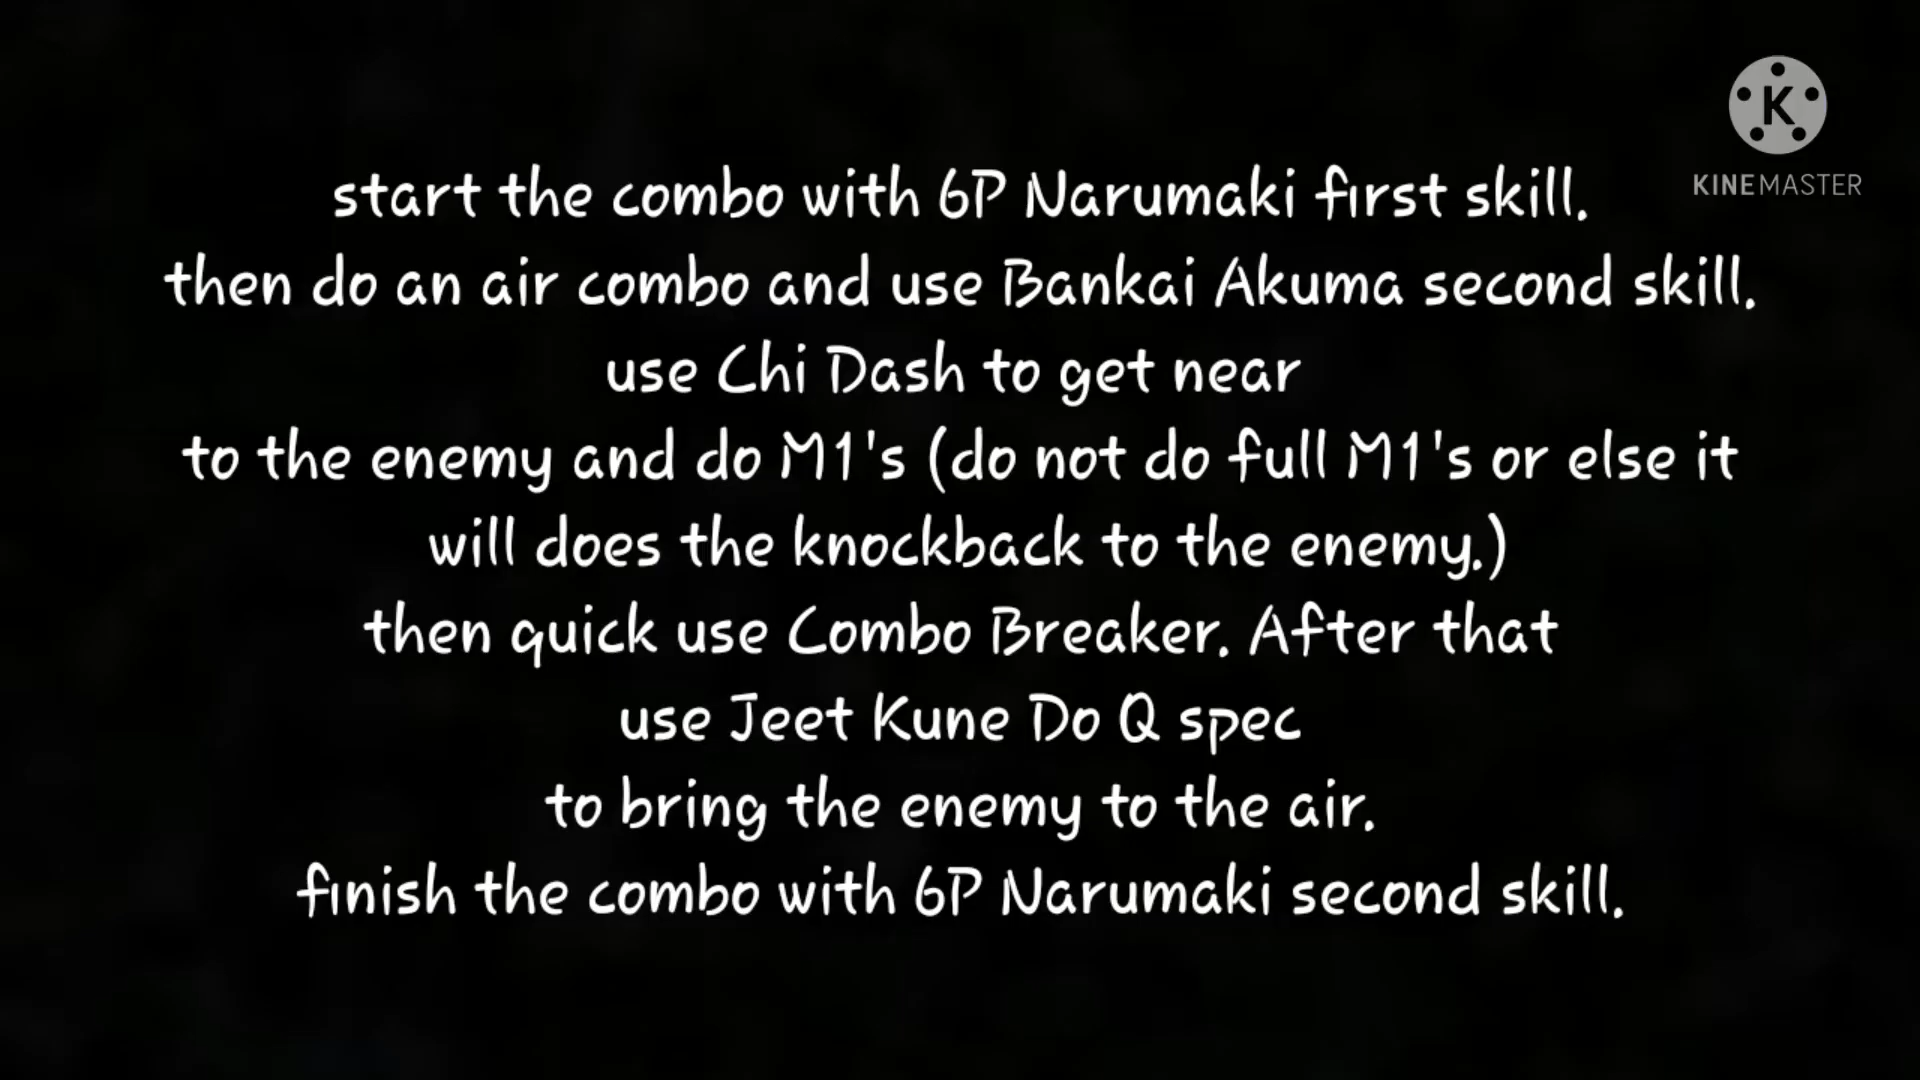 K
KINEMASTER
start the combo with 6P Narumaki first skill.
then do an air combo and use Bankai Akuma second skill.
use Chi Dash to get near
to the enemy and do M1's (do not do full M1's or else it
will does the knockback to the enemy.)
then quick use Combo Breaker. After that
use Jeet Kune Do Q spec
to bring the enemy to the air.
finish the combo with 6P Narumaki second skill.